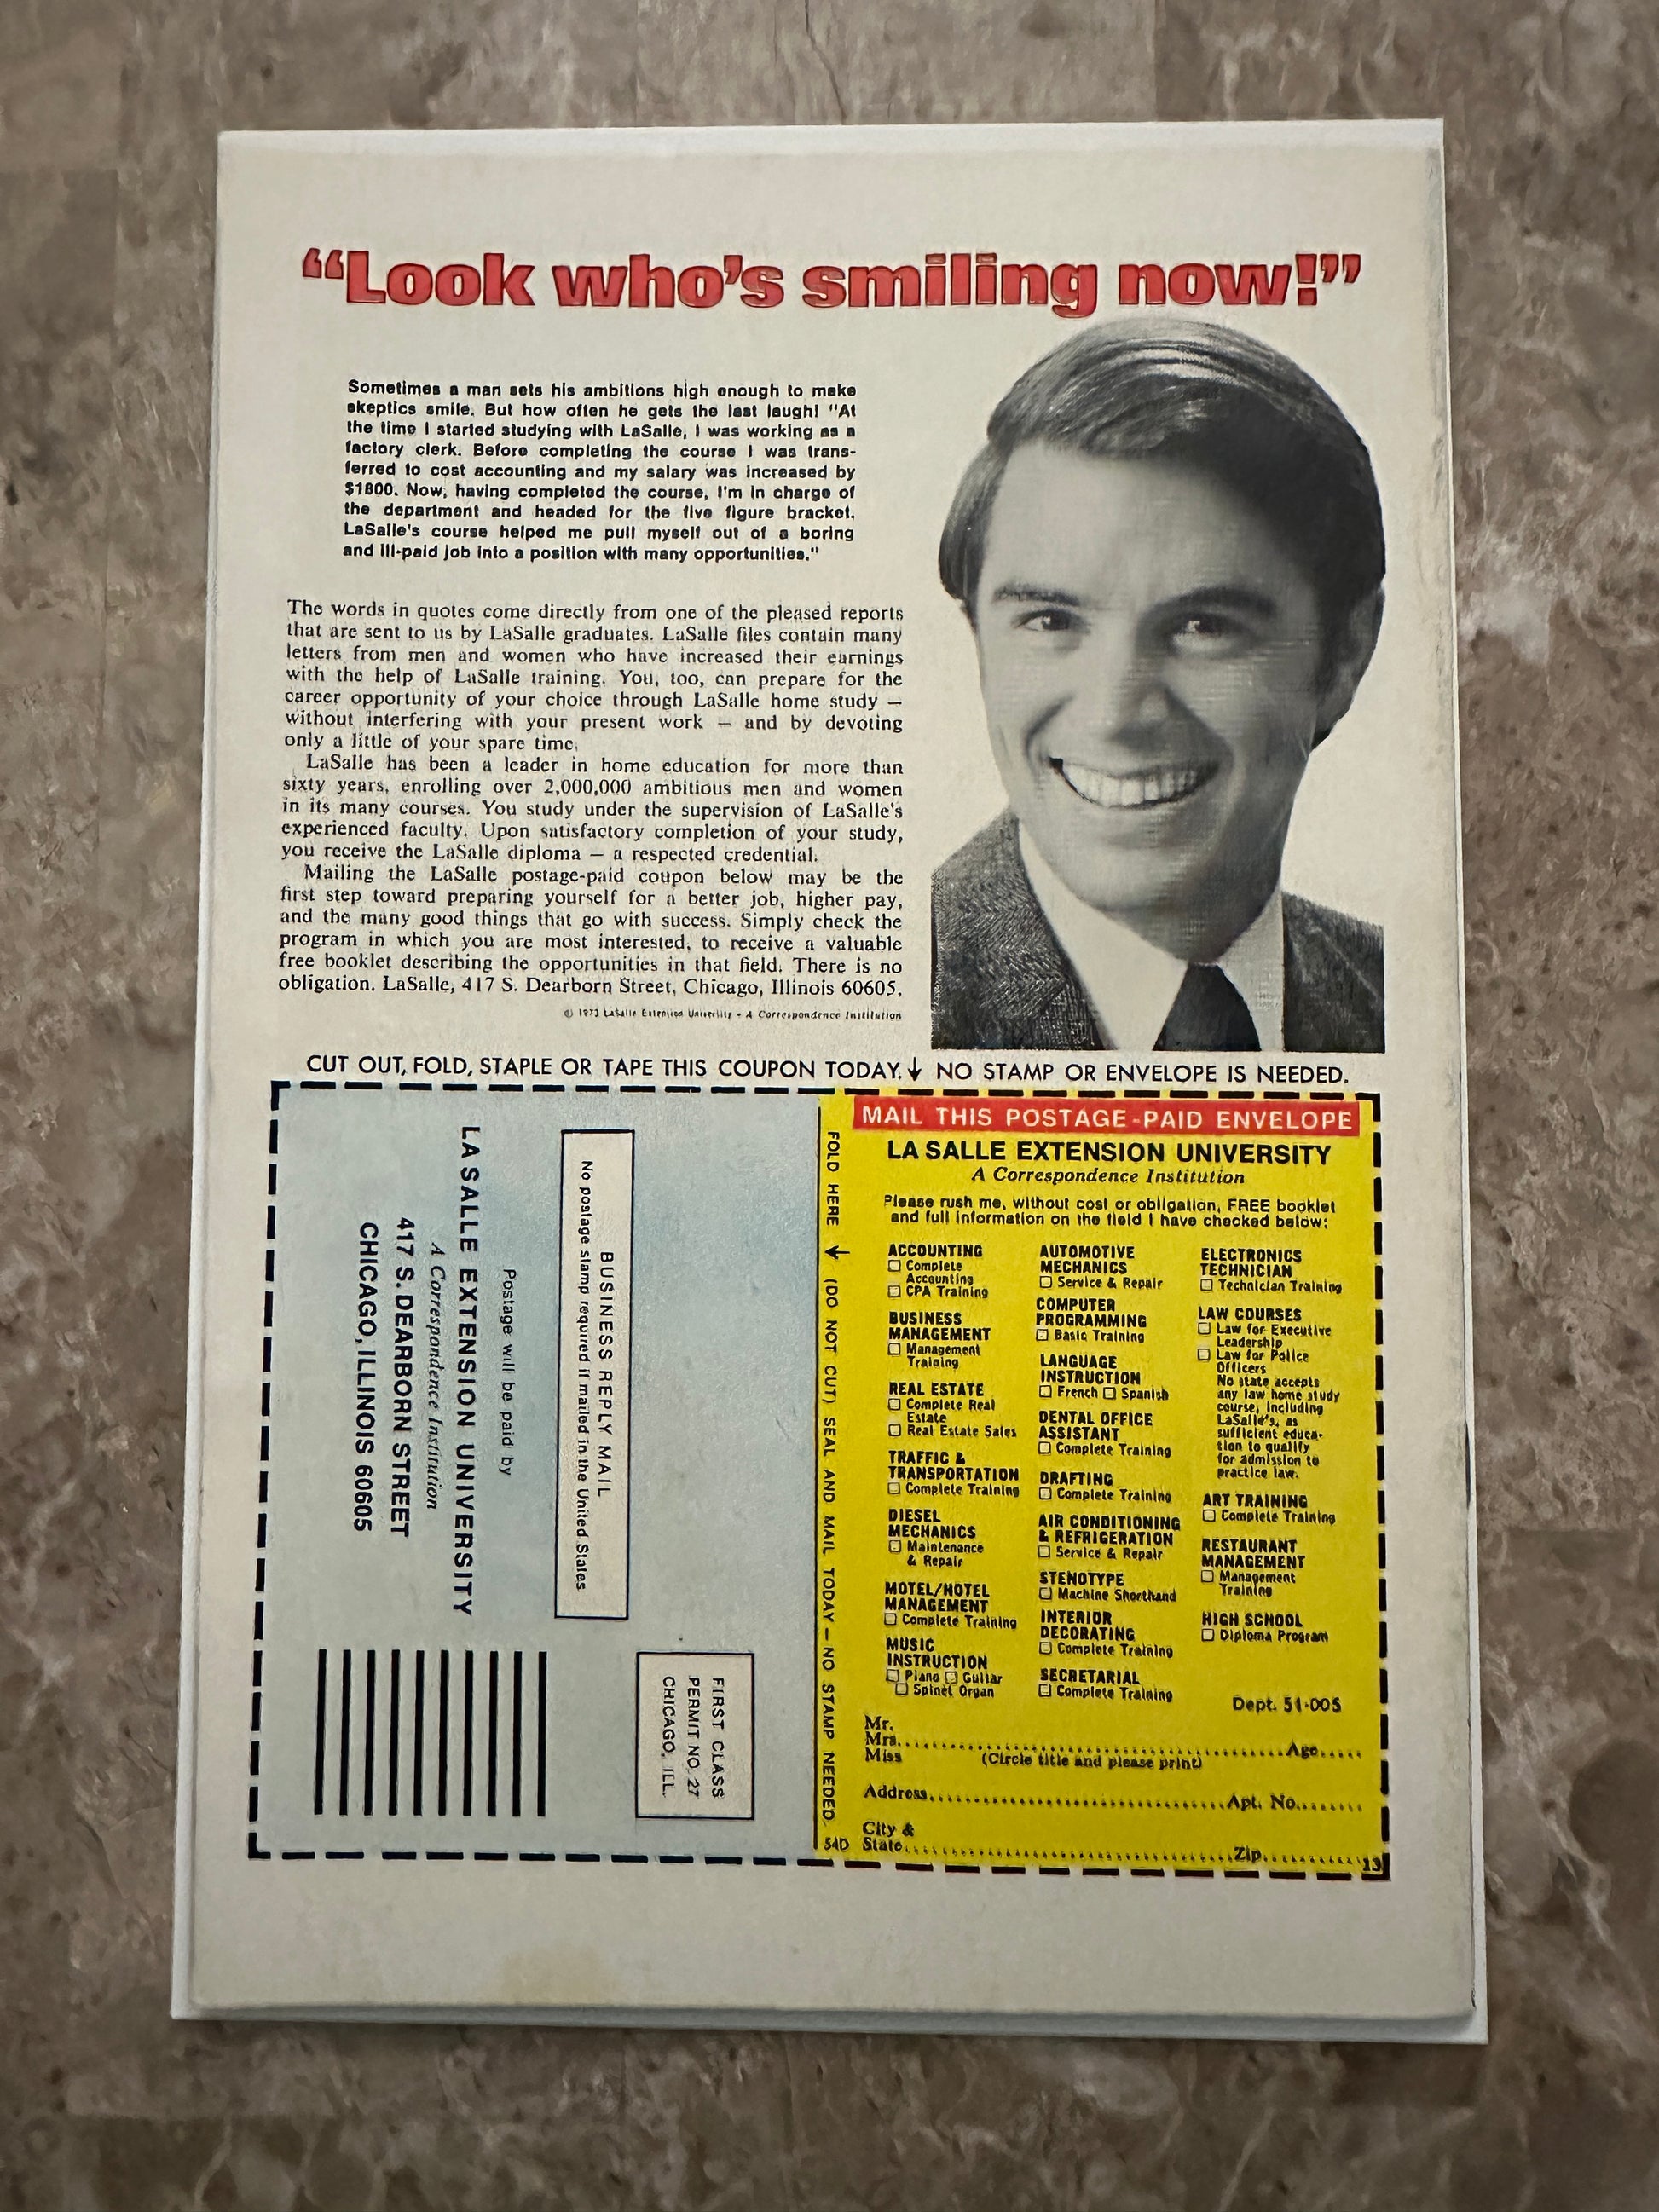 “Look who’s smiling now!”
Sometimes a man sets his ambitions high enough to make
skeptics smile. But how often he gets the last laugh! "At
the time I started studying with LaSalle, I was working as a
factory clerk. Before completing the course I was trans-
ferred to cost accounting and my salary was increased by
$1800. Now, having completed the course, I'm in charge of
the department and headed for the five figure bracket.
LaSalle's course helped me pull myself out of a boring
and ill-paid job into a position with many opportunities."
The words in quotes come directly from one of the pleased reports
that are sent to us by LaSalle graduates. LaSalle files contain many
letters from men and women who have increased their earnings
with the help of LaSalle training. You, too, can prepare for the
career opportunity of your choice through LaSalle home study —
without interfering with your present work — and by devoting
only a little of your spare time.
LaSalle has been a leader in home education for more than
sixty years, enrolling over 2,000,000 ambitious men and women
in its many courses. You study under the supervision of LaSalle's
experienced faculty. Upon satisfactory completion of your study,
you receive the LaSalle diploma — a respected credential.
Mailing the LaSalle postage-paid coupon below may be the
first step toward preparing yourself for a better job, higher pay,
and the many good things that go with success. Simply check the
program in which you are most interested, to receive a valuable
free booklet describing the opportunities in that field. There is no
obligation. LaSalle, 417 S. Dearborn Street, Chicago, Illinois 60605.
© 1973 LaSalle Extension University • A Correspondence Institution
CUT OUT, FOLD, STAPLE OR TAPE THIS COUPON TODAY. ↓ NO STAMP OR ENVELOPE IS NEEDED.
FIRST CLASS
PERMIT NO. 27
CHICAGO, ILL.
BUSINESS REPLY MAIL
No postage stamp required if mailed in the United States
Postage will be paid by
LA SALLE EXTENSION UNIVERSITY
A Correspondence Institution
417 S. DEARBORN STREET
CHICAGO, ILLINOIS 60605
FOLD HERE ↓ (DO NOT CUT) SEAL AND MAIL TODAY — NO STAMP NEEDED.
54D
MAIL THIS POSTAGE-PAID ENVELOPE
LA SALLE EXTENSION UNIVERSITY
A Correspondence Institution
Please rush me, without cost or obligation, FREE booklet
and full information on the field I have checked below:
ACCOUNTING
□ Complete
Accounting
□ CPA Training
BUSINESS
MANAGEMENT
□ Management
Training
REAL ESTATE
□ Complete Real
Estate
□ Real Estate Sales
TRAFFIC &
TRANSPORTATION
□ Complete Training
DIESEL
MECHANICS
□ Maintenance
& Repair
MOTEL/HOTEL
MANAGEMENT
□ Complete Training
MUSIC
INSTRUCTION
□ Piano □ Guitar
□ Spinet Organ
AUTOMOTIVE
MECHANICS
□ Service & Repair
COMPUTER
PROGRAMMING
□ Basic Training
LANGUAGE
INSTRUCTION
□ French □ Spanish
DENTAL OFFICE
ASSISTANT
□ Complete Training
DRAFTING
□ Complete Training
AIR CONDITIONING
& REFRIGERATION
□ Service & Repair
STENOTYPE
□ Machine Shorthand
INTERIOR
DECORATING
□ Complete Training
SECRETARIAL
□ Complete Training
ELECTRONICS
TECHNICIAN
□ Technician Training
LAW COURSES
□ Law for Executive
Leadership
□ Law for Police
Officers
No state accepts
any law home study
course, including
LaSalle's, as
sufficient educa-
tion to qualify
for admission to
practice law.
ART TRAINING
□ Complete Training
RESTAURANT
MANAGEMENT
□ Management
Training
HIGH SCHOOL
□ Diploma Program
Dept. 51-005
Mr.
Mrs. Age
Miss (Circle title and please print)
Address Apt. No.
City &
State Zip
13